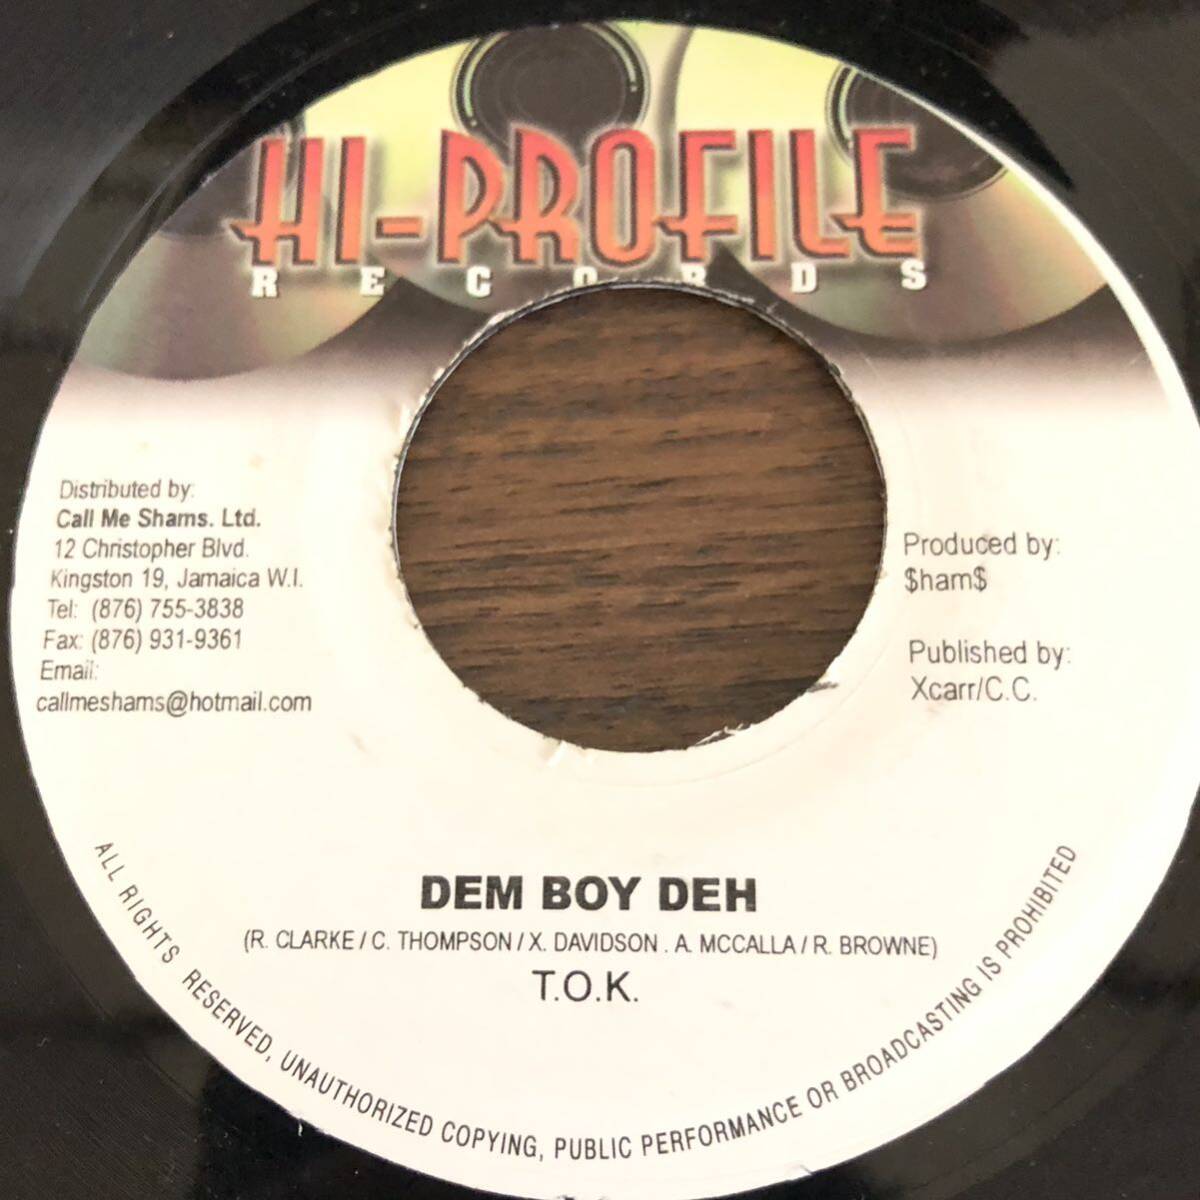 HI-PROFILE
RECORDS
Distributed by:
Call Me Shams. Ltd.
12 Christopher Blvd.
Kingston 19, Jamaica W.I.
Tel: (876) 755-3838
Fax: (876) 931-9361
Email:
callmeshams@hotmail.com
Produced by:
$ham$
Published by:
Xcarr/C.C.
DEM BOY DEH
(R. CLARKE / C. THOMPSON / X. DAVIDSON . A. MCCALLA / R. BROWNE)
T.O.K.
ALL RIGHTS RESERVED, UNAUTHORIZED COPYING, PUBLIC PERFORMANCE OR BROADCASTING IS PROHIBITED